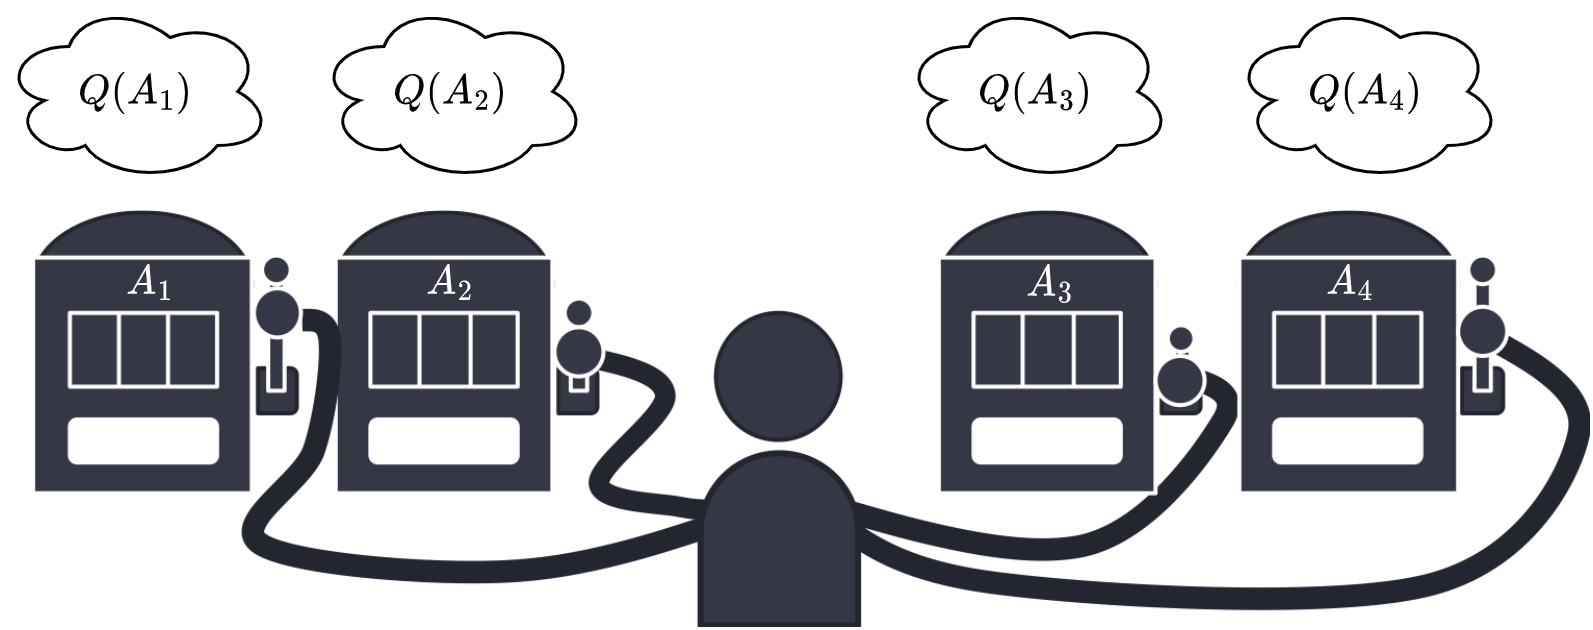 Q(A₁) Q(A₂) Q(A₃) Q(A₄)
A₁ A₂ A₃ A₄